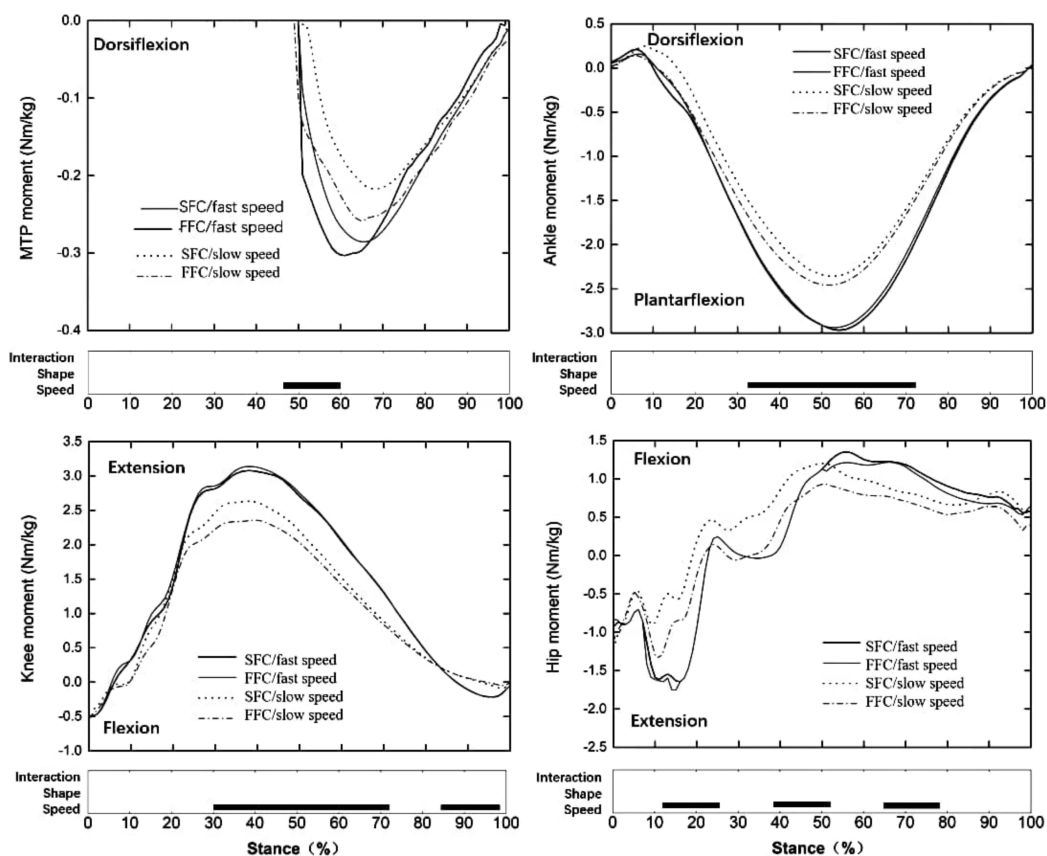 Dorsiflexion
MTP moment (Nm/kg)
0.0
-0.1
-0.2
-0.3
-0.4
SFC/fast speed
FFC/fast speed
SFC/slow speed
FFC/slow speed
Interaction
Shape
Speed
0 10 20 30 40 50 60 70 80 90 100
Dorsiflexion
Plantarflexion
Ankle moment (Nm/kg)
0.5
0.0
-0.5
-1.0
-1.5
-2.0
-2.5
-3.0
SFC/fast speed
FFC/fast speed
SFC/slow speed
FFC/slow speed
Interaction
Shape
Speed
0 10 20 30 40 50 60 70 80 90 100
Extension
Flexion
Knee moment (Nm/kg)
3.5
3.0
2.5
2.0
1.5
1.0
0.5
0.0
-0.5
-1.0
SFC/fast speed
FFC/fast speed
SFC/slow speed
FFC/slow speed
Interaction
Shape
Speed
0 10 20 30 40 50 60 70 80 90 100
Stance (%)
Flexion
Extension
Hip moment (Nm/kg)
1.5
1.0
0.5
0.0
-0.5
-1.0
-1.5
-2.0
-2.5
SFC/fast speed
FFC/fast speed
SFC/slow speed
FFC/slow speed
Interaction
Shape
Speed
0 10 20 30 40 50 60 70 80 90 100
Stance (%)